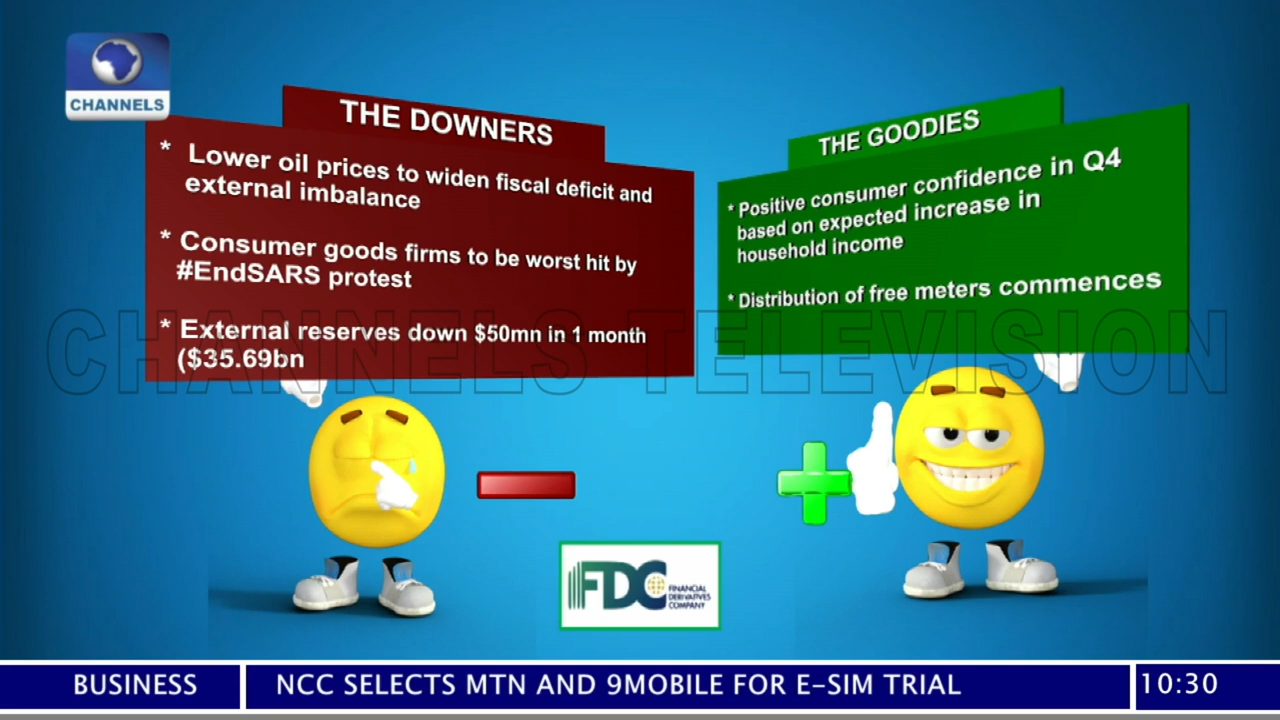 CHANNELS
THE DOWNERS
* Lower oil prices to widen fiscal deficit and
external imbalance
* Consumer goods firms to be worst hit by
#EndSARS protest
* External reserves down $50mn in 1 month
($35.69bn
THE GOODIES
* Positive consumer confidence in Q4
based on expected increase in
household income
* Distribution of free meters commences
CHANNELS TELEVISION
FDC
FINANCIAL
DERIVATIVES
COMPANY
BUSINESS
NCC SELECTS MTN AND 9MOBILE FOR E-SIM TRIAL
10:30